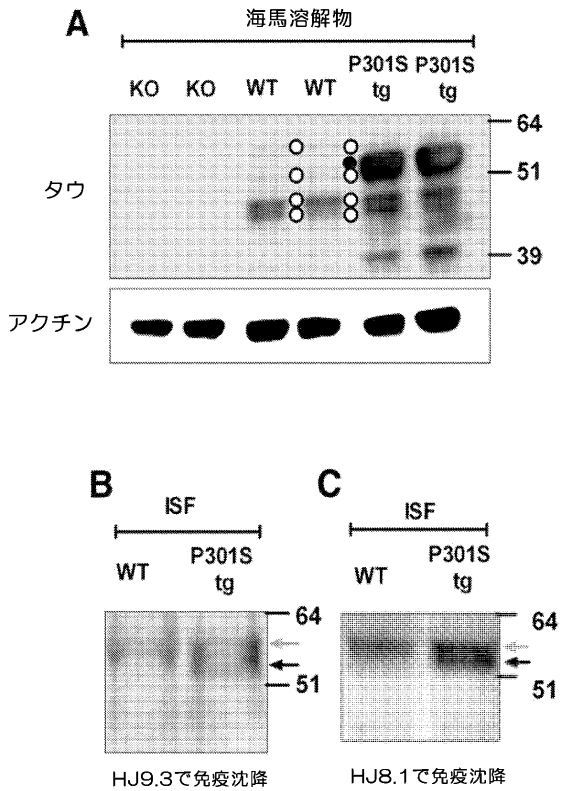 A
海馬溶解物
KO KO WT WT P301S tg P301S tg
タウ
64
51
39
アクチン
B
ISF
WT P301S tg
64
51
HJ9.3で免疫沈降
C
ISF
WT P301S tg
64
51
HJ8.1で免疫沈降